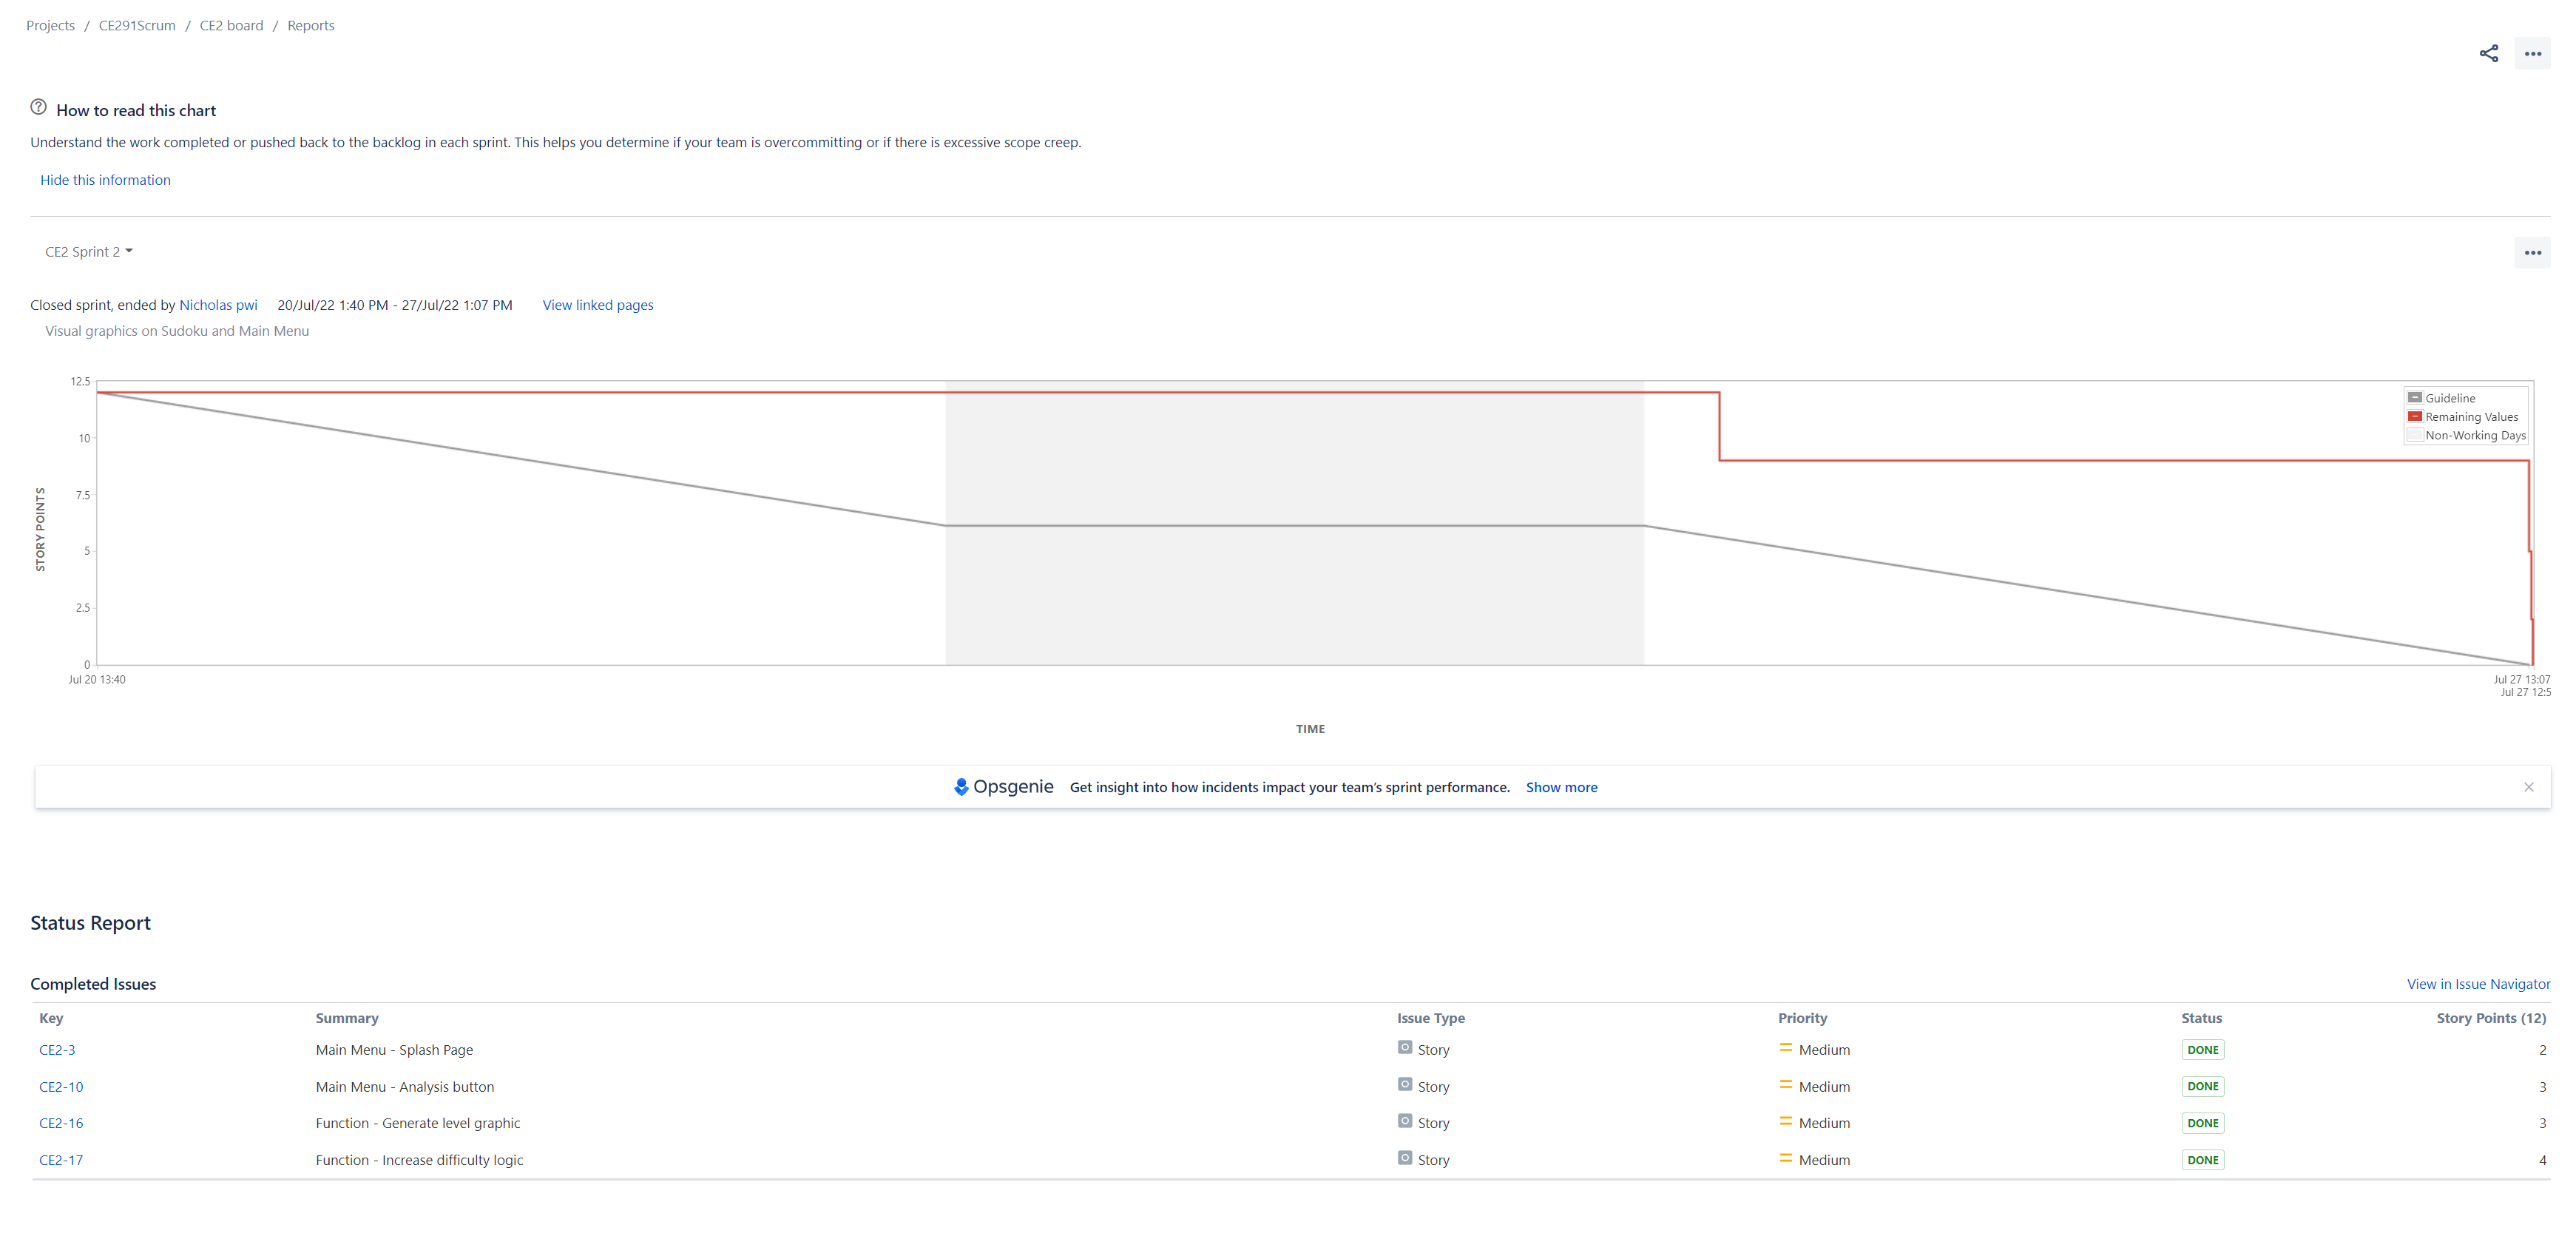 Projects / CE291Scrum / CE2 board / Reports
How to read this chart
Understand the work completed or pushed back to the backlog in each sprint. This helps you determine if your team is overcommitting or if there is excessive scope creep.
Hide this information
CE2 Sprint 2
Closed sprint, ended by Nicholas pwi 20/Jul/22 1:40 PM - 27/Jul/22 1:07 PM View linked pages
Visual graphics on Sudoku and Main Menu
STORY POINTS
12.5
10
7.5
5
2.5
0
Guideline
Remaining Values
Non-Working Days
Jul 20 13:40
Jul 27 13:07
Jul 27 12:5
TIME
Opsgenie Get insight into how incidents impact your team's sprint performance. Show more
Status Report
Completed Issues View in Issue Navigator
Key Summary Issue Type Priority Status Story Points (12)
CE2-3 Main Menu - Splash Page Story Medium DONE 2
CE2-10 Main Menu - Analysis button Story Medium DONE 3
CE2-16 Function - Generate level graphic Story Medium DONE 3
CE2-17 Function - Increase difficulty logic Story Medium DONE 4